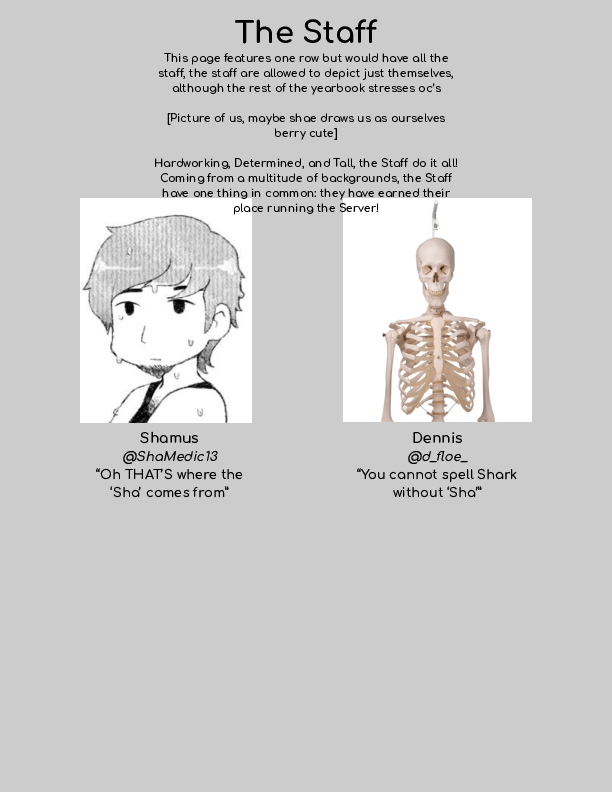 The Staff
This page features one row but would have all the
staff, the staff are allowed to depict just themselves,
although the rest of the yearbook stresses oc's
[Picture of us, maybe shae draws us as ourselves
berry cute]
Hardworking, Determined, and Tall, the Staff do it all!
Coming from a multitude of backgrounds, the Staff
have one thing in common: they have earned their
place running the Server!
Shamus
@ShaMedic13
“Oh THAT'S where the
‘Sha’ comes from”
Dennis
@d_floe_
“You cannot spell Shark
without ‘Sha’”